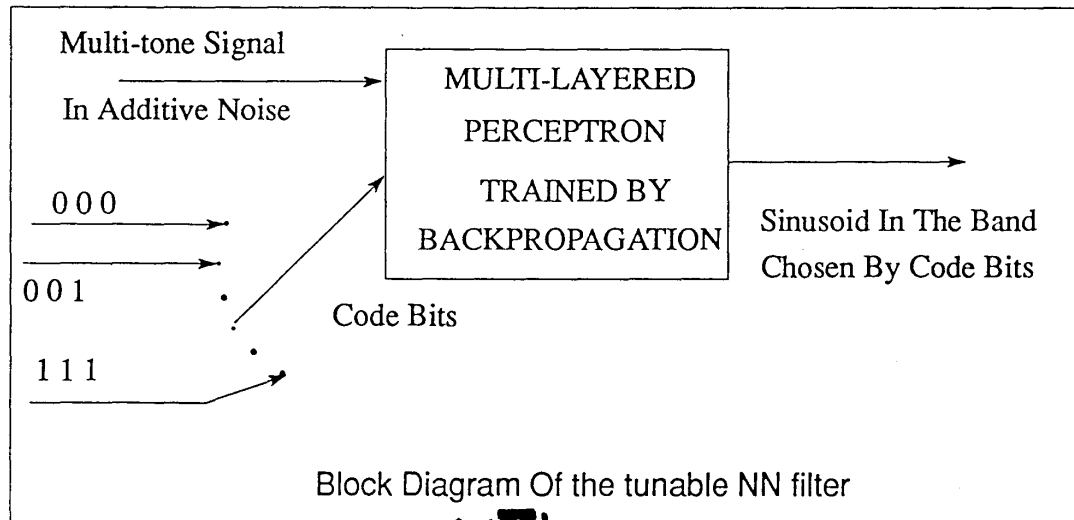 Multi-tone Signal
In Additive Noise
MULTI-LAYERED
PERCEPTRON
TRAINED BY
BACKPROPAGATION
0 0 0
0 0 1
1 1 1
Code Bits
Sinusoid In The Band
Chosen By Code Bits
Block Diagram Of the tunable NN filter